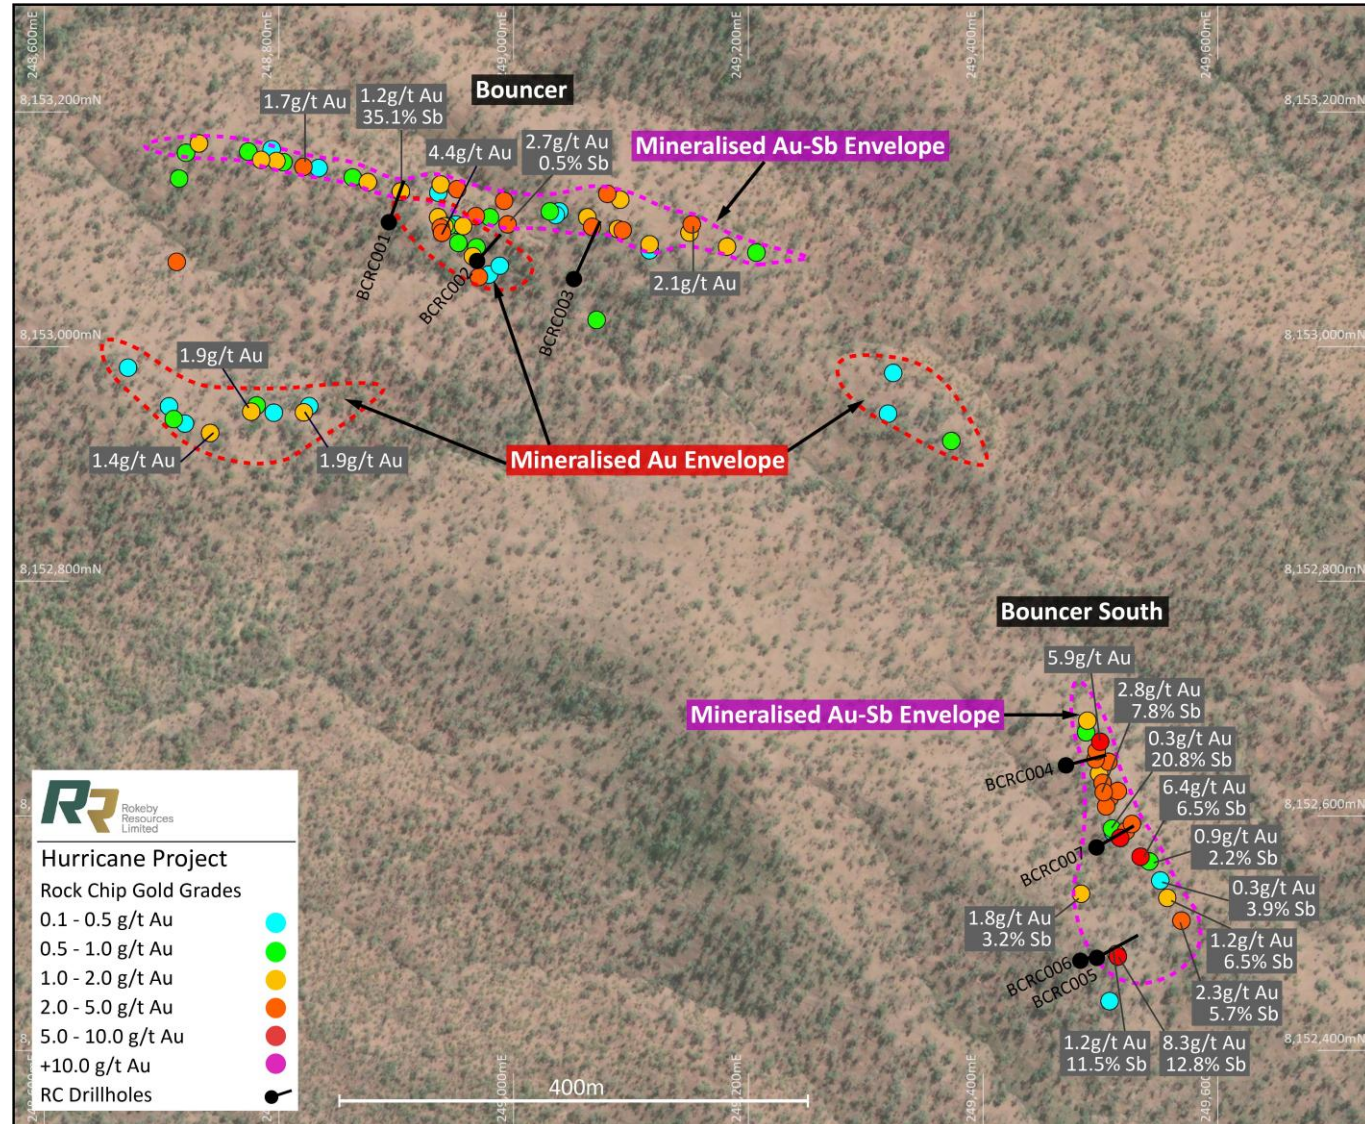 248,600mE
248,800mE
249,000mE
249,200mE
249,400mE
249,600mE
8,153,200mN
8,153,200mN
Bouncer
1.7g/t Au
1.2g/t Au
35.1% Sb
4.4g/t Au
2.7g/t Au
0.5% Sb
Mineralised Au-Sb Envelope
BCRC001
BCRC002
BCRC003
2.1g/t Au
8,153,000mN
8,153,000mN
1.9g/t Au
1.4g/t Au
1.9g/t Au
Mineralised Au Envelope
8,152,800mN
8,152,800mN
Bouncer South
5.9g/t Au
Mineralised Au-Sb Envelope
2.8g/t Au
7.8% Sb
0.3g/t Au
20.8% Sb
BCRC004
6.4g/t Au
6.5% Sb
8,152,600mN
BCRC007
0.9g/t Au
2.2% Sb
0.3g/t Au
3.9% Sb
1.8g/t Au
3.2% Sb
1.2g/t Au
6.5% Sb
BCRC006
BCRC005
2.3g/t Au
5.7% Sb
1.2g/t Au
11.5% Sb
8.3g/t Au
12.8% Sb
8,152,400mN
RR
Rokeby
Resources
Limited
Hurricane Project
Rock Chip Gold Grades
0.1 - 0.5 g/t Au
0.5 - 1.0 g/t Au
1.0 - 2.0 g/t Au
2.0 - 5.0 g/t Au
5.0 - 10.0 g/t Au
+10.0 g/t Au
RC Drillholes
400m
249,000mE
249,200mE
249,400mE
249,600mE